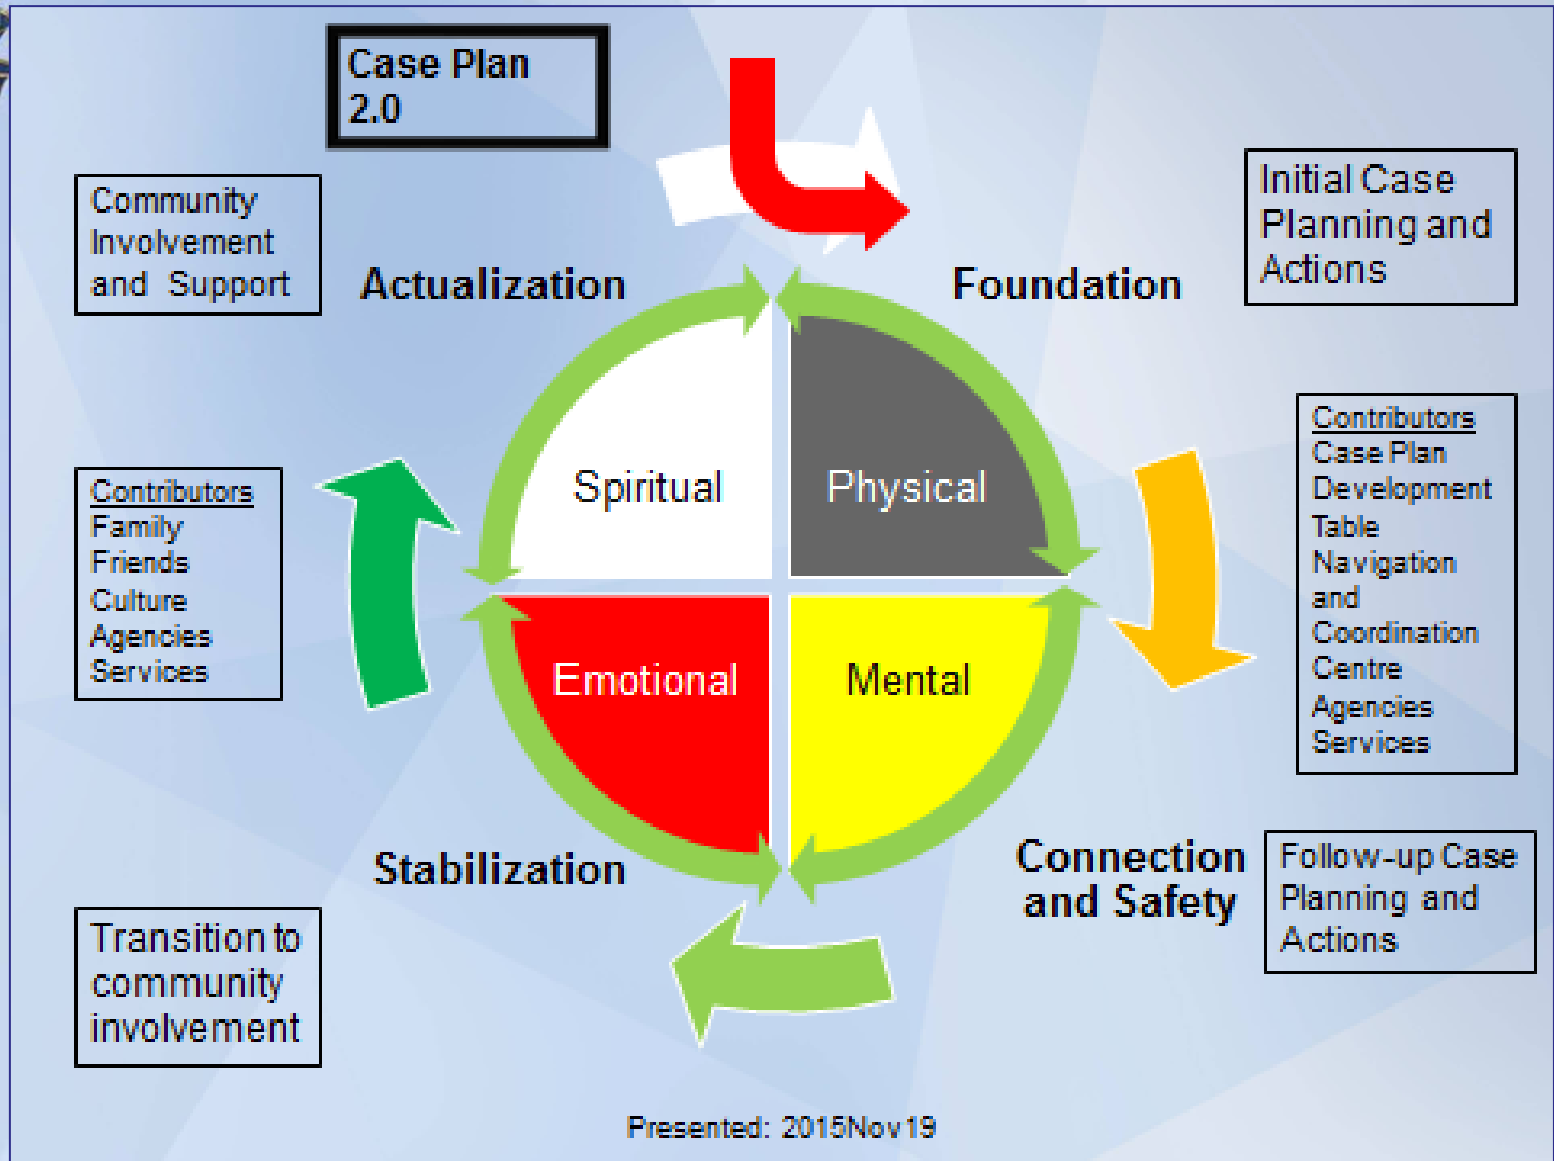 Case Plan
2.0
Community
Involvement
and Support
Actualization
Foundation
Initial Case
Planning and
Actions
Contributors
Family
Friends
Culture
Agencies
Services
Spiritual
Physical
Emotional
Mental
Contributors
Case Plan
Development
Table
Navigation
and
Coordination
Centre
Agencies
Services
Stabilization
Connection
and Safety
Follow-up Case
Planning and
Actions
Transition to
community
involvement
Presented: 2015Nov19